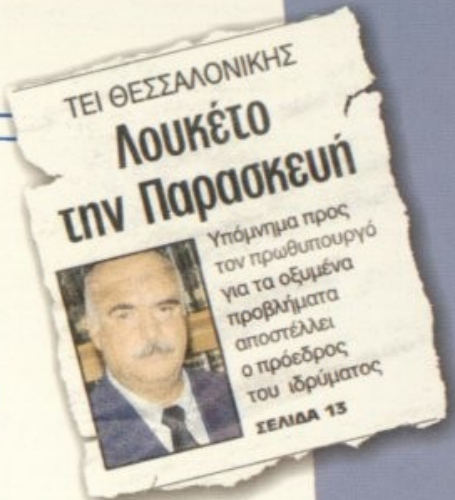 ΤΕΙ ΘΕΣΣΑΛΟΝΙΚΗΣ
Λουκέτο
την Παρασκευή
Υπόμνημα προς
τον πρωθυπουργό
για τα οξυμένα
προβλήματα
αποστέλλει
ο πρόεδρος
του ιδρύματος
ΣΕΛΙΔΑ 13